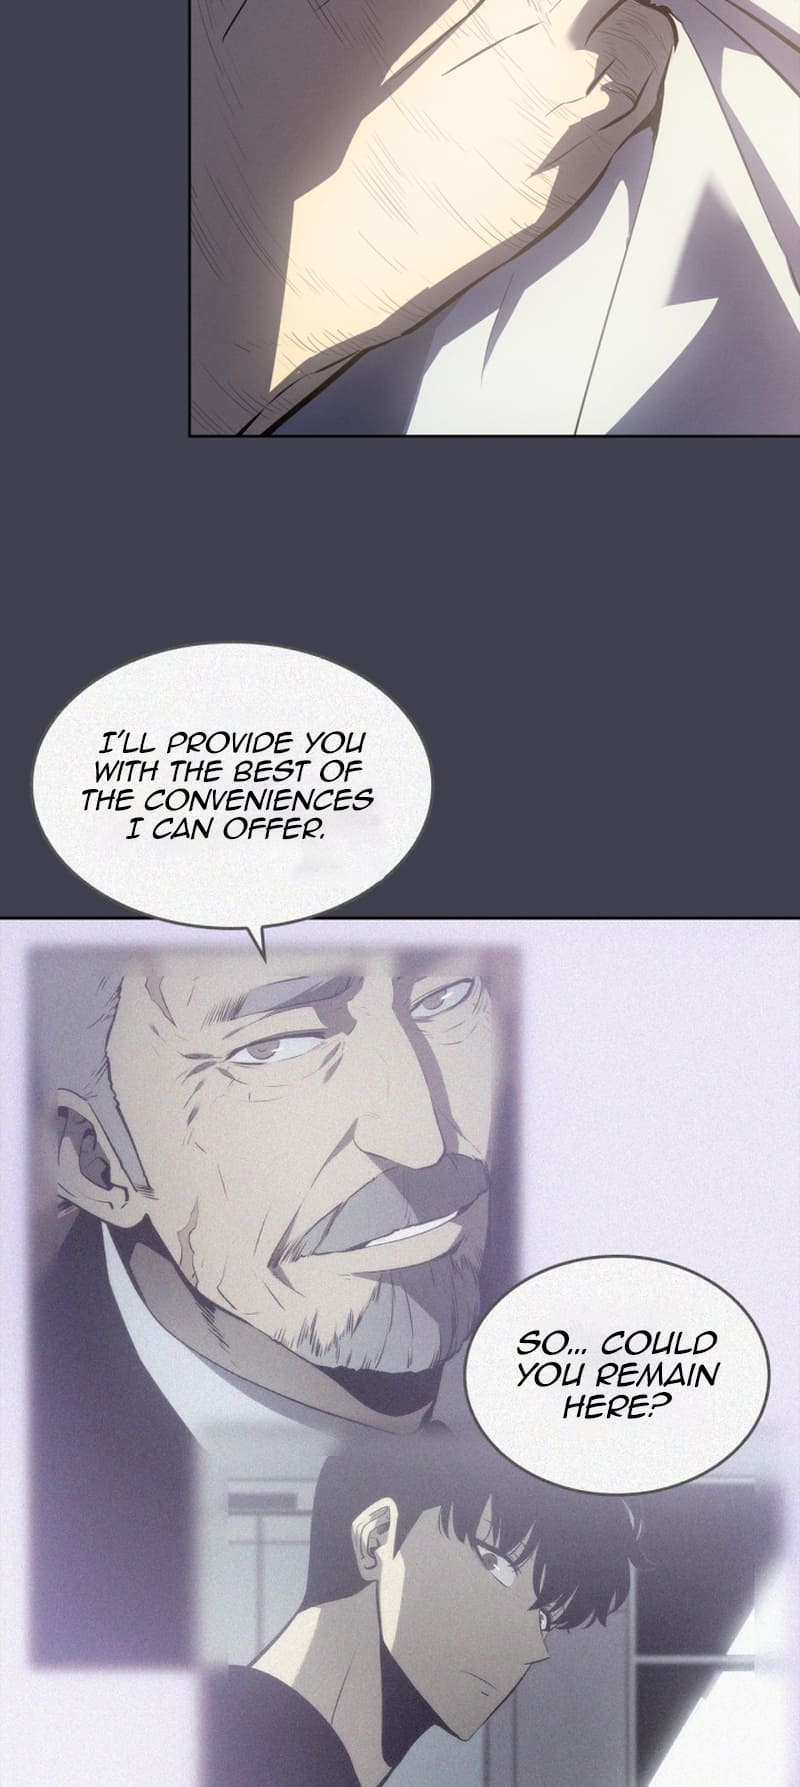 I'LL PROVIDE YOU
WITH THE BEST OF
THE CONVENIENCES
I CAN OFFER.
SO... COULD
YOU REMAIN
HERE?